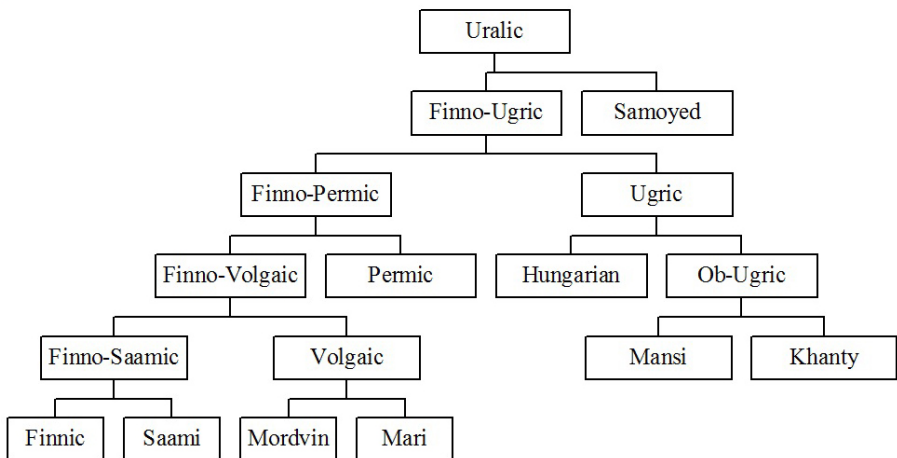 Uralic
Finno-Ugric
Samoyed
Finno-Permic
Ugric
Finno-Volgaic
Permic
Hungarian
Ob-Ugric
Finno-Saamic
Volgaic
Mansi
Khanty
Finnic
Saami
Mordvin
Mari